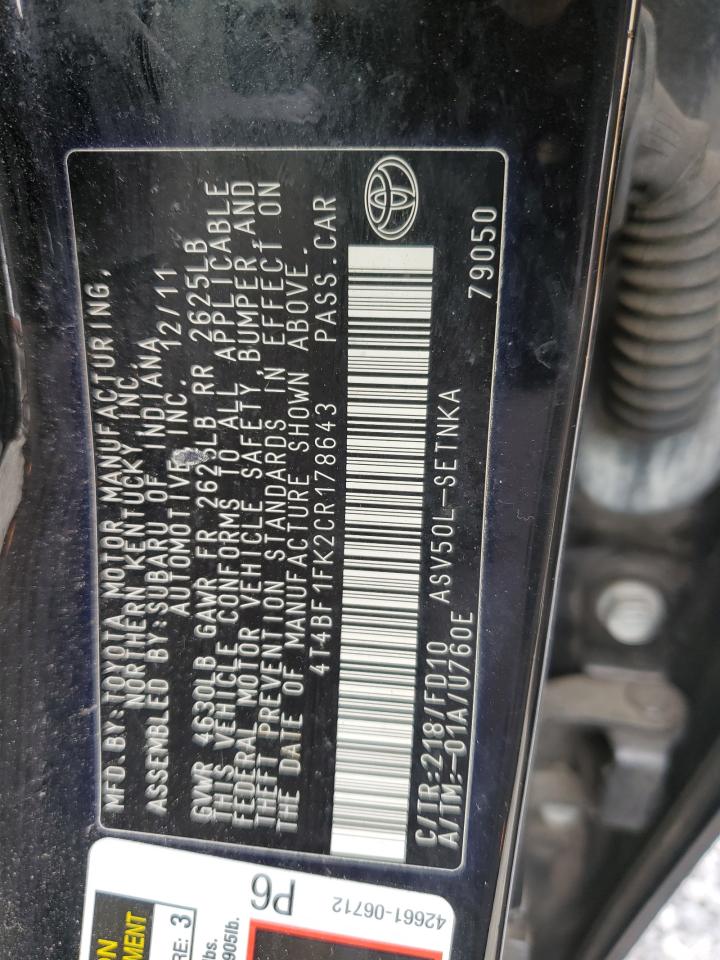 MFD.BY:TOYOTA MOTOR MANUFACTURING,
NORTHERN KENTUCKY INC.
ASSEMBLED BY:SUBARU OF INDIANA
AUTOMOTIVE INC. 12/11
GVWR 4630LB GAWR FR 2625LB RR 2625LB
THIS VEHICLE CONFORMS TO ALL APPLICABLE
FEDERAL MOTOR VEHICLE SAFETY,BUMPER,AND
THEFT PREVENTION STANDARDS IN EFFECT ON
THE DATE OF MANUFACTURE SHOWN ABOVE.
4T4BF1FK2CR178643 PASS.CAR
C/TR:218/FD10 ASV50L-SETNKA
A/TM:-01A/U760E 79050
P6
42661-06712
3
lbs.